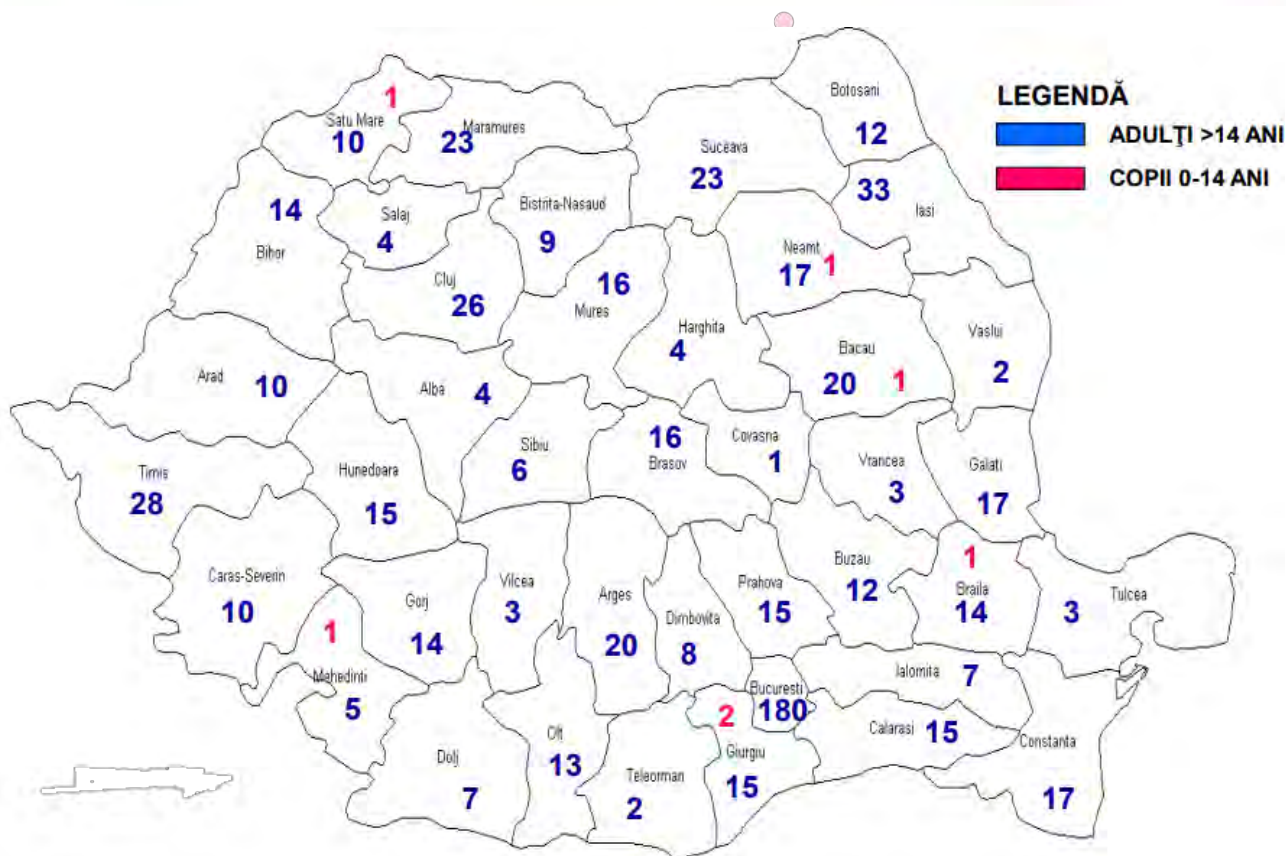 LEGENDĂ
ADULŢI >14 ANI
COPII 0-14 ANI
1
Satu Mare
10
Maramures
23
Suceava
23
Botosani
12
33
Iasi
14
Bihor
Salaj
4
Bistrita-Nasaud
9
Cluj
26
16
Mures
Harghita
4
Neamt
17
1
Bacau
20
1
Vaslui
2
Arad
10
Alba
4
Sibiu
6
16
Brasov
Covasna
1
Vrancea
3
Galati
17
Timis
28
Hunedoara
15
Caras-Severin
10
1
Mehedinti
5
Gorj
14
Vilcea
3
Arges
20
Dimbovita
8
Prahova
15
Buzau
12
1
Braila
14
Tulcea
3
Dolj
7
Olt
13
Teleorman
2
2
Giurgiu
15
Bucuresti
180
Ialomita
7
Calarasi
15
Constanta
17